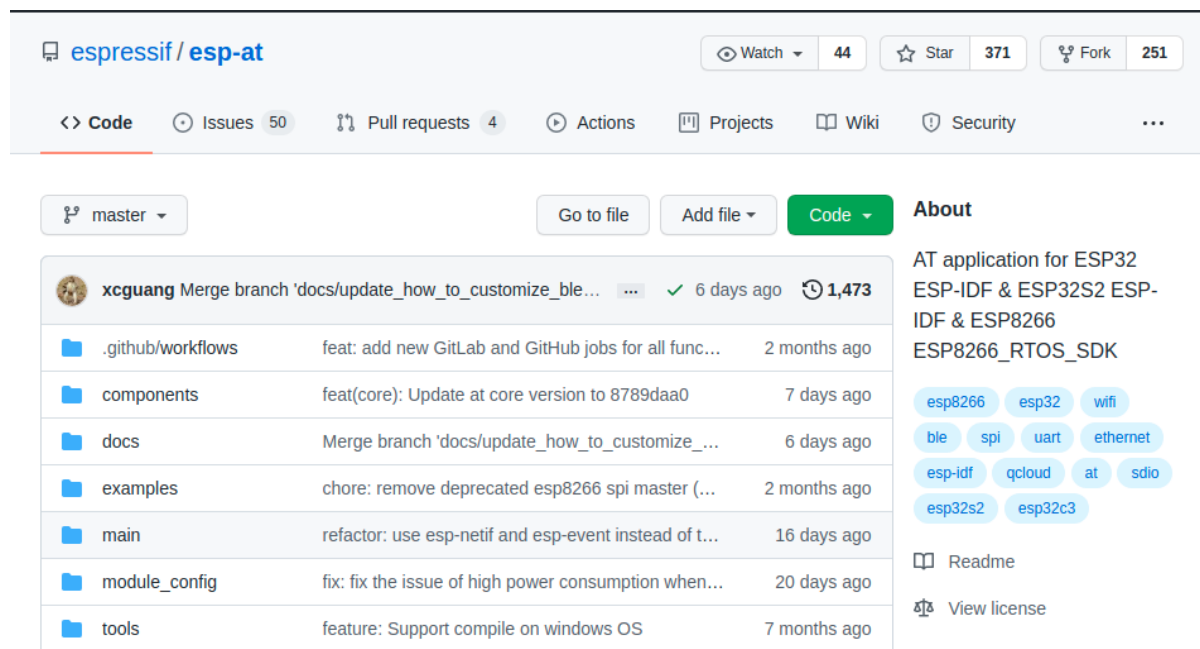 espressif / esp-at
Watch 44 Star 371 Fork 251
Code Issues 50 Pull requests 4 Actions Projects Wiki Security ...
master Go to file Add file Code
xcguang Merge branch 'docs/update_how_to_customize_ble... ... 6 days ago 1,473
.github/workflows feat: add new GitLab and GitHub jobs for all func... 2 months ago
components feat(core): Update at core version to 8789daa0 7 days ago
docs Merge branch 'docs/update_how_to_customize_... 6 days ago
examples chore: remove deprecated esp8266 spi master (... 2 months ago
main refactor: use esp-netif and esp-event instead of t... 16 days ago
module_config fix: fix the issue of high power consumption when... 20 days ago
tools feature: Support compile on windows OS 7 months ago
About
AT application for ESP32
ESP-IDF & ESP32S2 ESP-
IDF & ESP8266
ESP8266_RTOS_SDK
esp8266 esp32 wifi
ble spi uart ethernet
esp-idf qcloud at sdio
esp32s2 esp32c3
Readme
View license